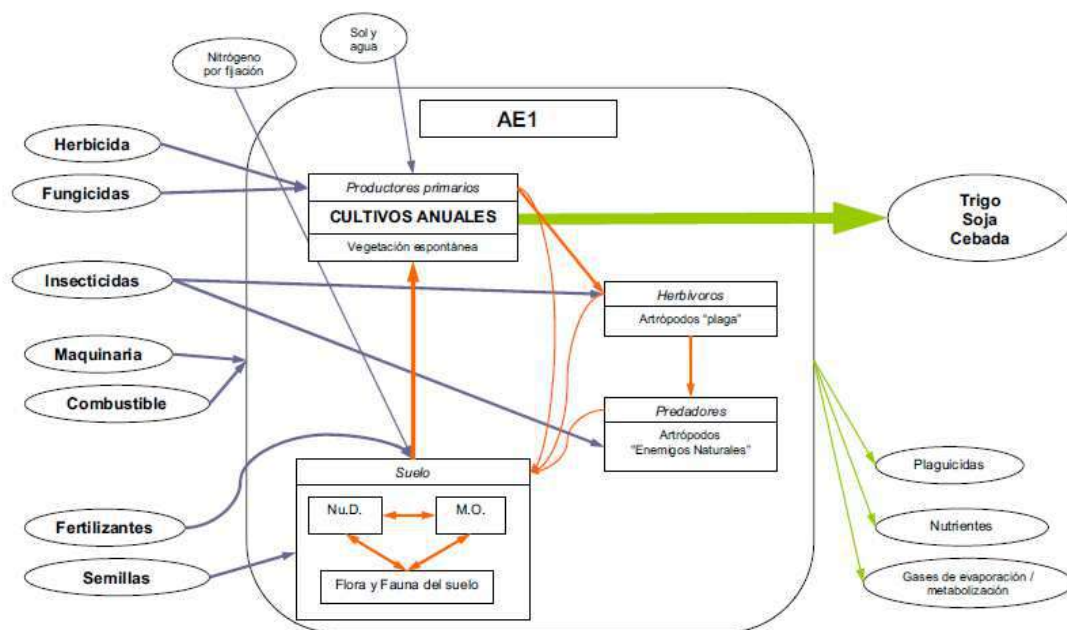 Sol y
agua
Nitrógeno
por fijación
AE1
Herbicida
Fungicidas
Productores primarios
CULTIVOS ANUALES
Vegetación espontánea
Trigo
Soja
Cebada
Insecticidas
Herbívoros
Artrópodos "plaga"
Maquinaria
Combustible
Predadores
Artrópodos
"Enemigos Naturales"
Suelo
Nu.D.
M.O.
Flora y Fauna del suelo
Fertilizantes
Semillas
Plaguicidas
Nutrientes
Gases de evaporación /
metabolización